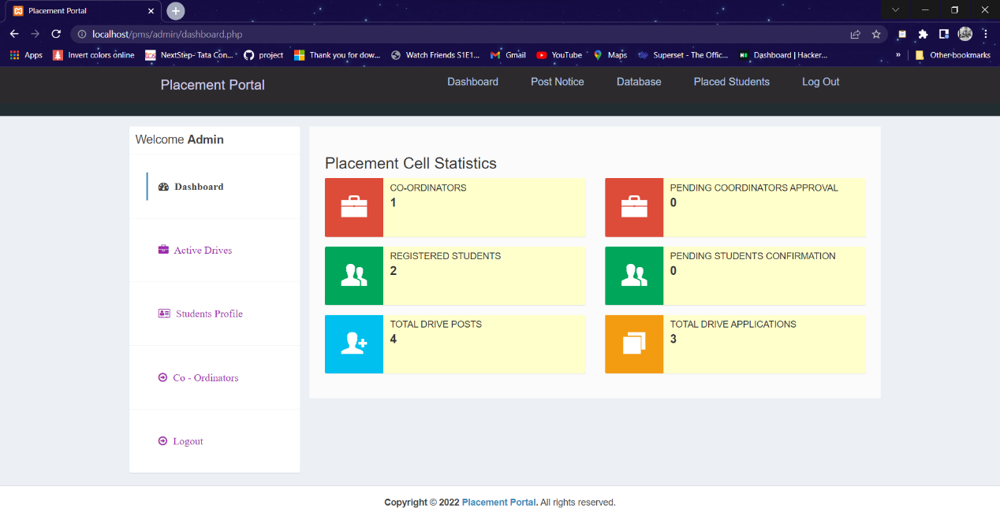 Placement Portal
localhost/pms/admin/dashboard.php
Apps Invert colors online NextStep- Tata Con... project Thank you for dow... Watch Friends S1E1... Gmail YouTube Maps Superset - The Offic... Dashboard | Hacker... » Other bookmarks
Placement Portal Dashboard Post Notice Database Placed Students Log Out
Welcome Admin
Dashboard
Active Drives
Students Profile
Co - Ordinators
Logout
Placement Cell Statistics
CO-ORDINATORS
1
PENDING COORDINATORS APPROVAL
0
REGISTERED STUDENTS
2
PENDING STUDENTS CONFIRMATION
0
TOTAL DRIVE POSTS
4
TOTAL DRIVE APPLICATIONS
3
Copyright © 2022 Placement Portal. All rights reserved.